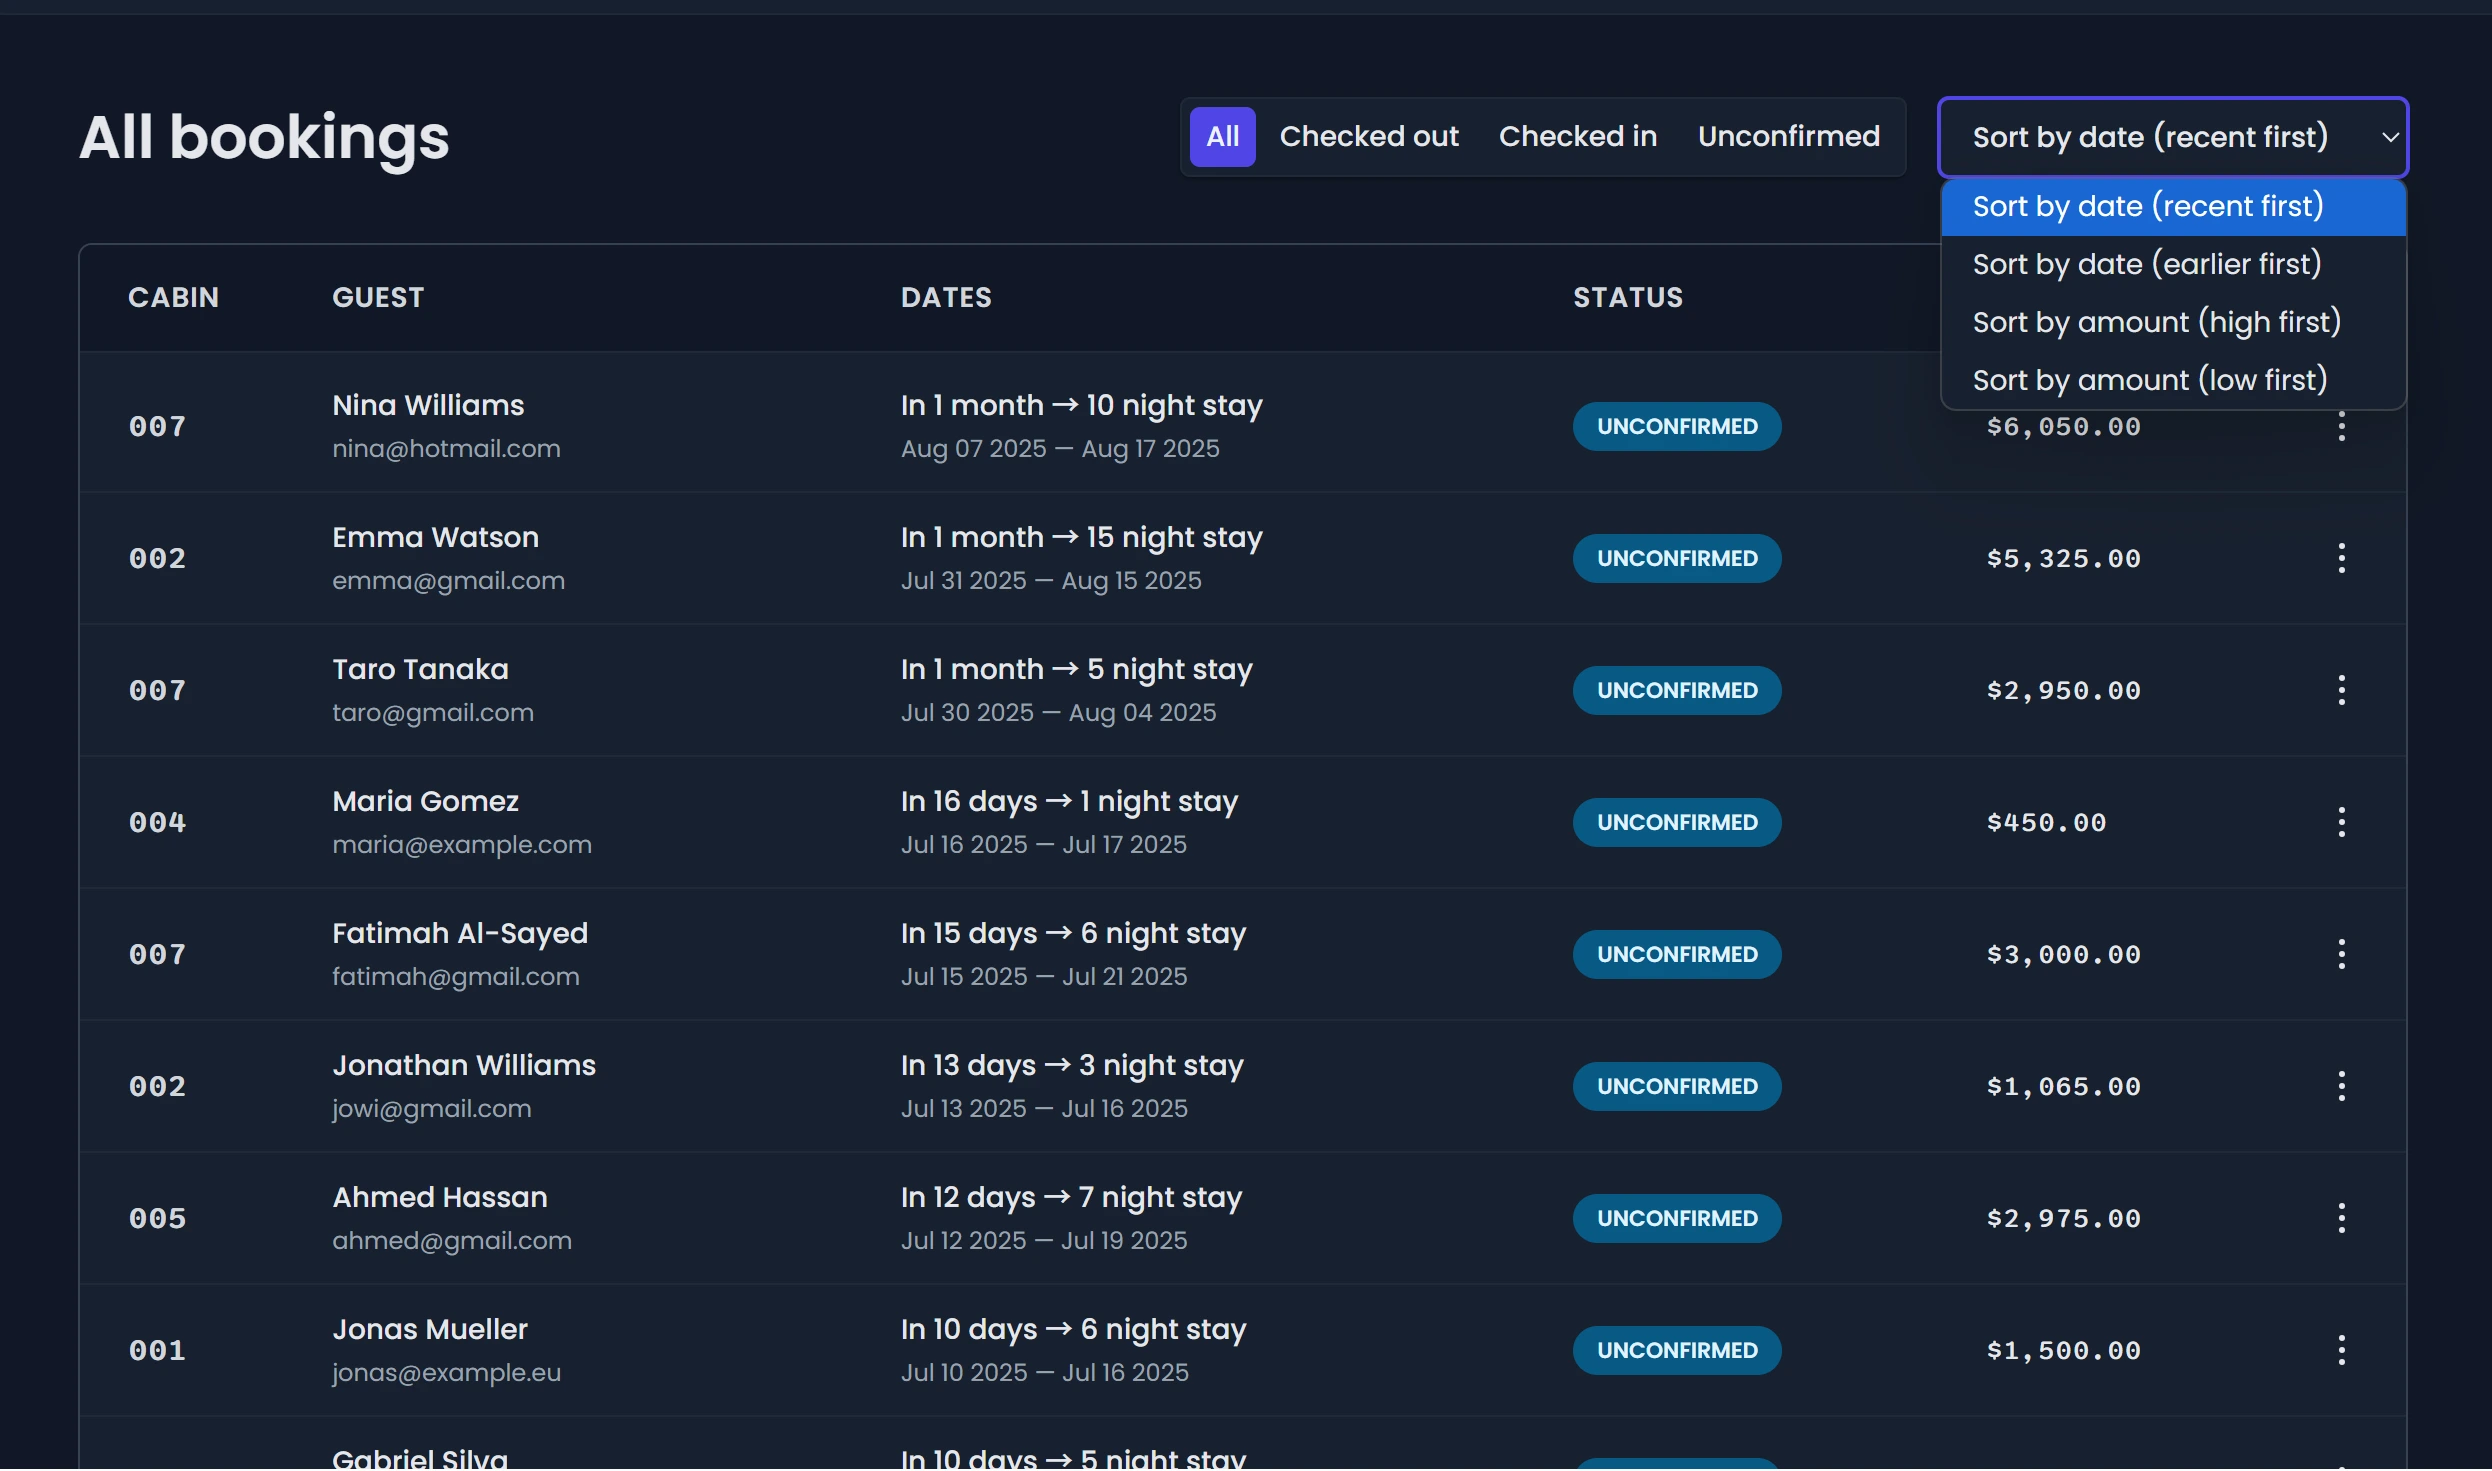 All bookings
All Checked out Checked in Unconfirmed
Sort by date (recent first)
Sort by date (recent first)
Sort by date (earlier first)
Sort by amount (high first)
Sort by amount (low first)
CABIN GUEST DATES STATUS
007
Nina Williams
nina@hotmail.com
In 1 month → 10 night stay
Aug 07 2025 — Aug 17 2025
UNCONFIRMED
$6,050.00
002
Emma Watson
emma@gmail.com
In 1 month → 15 night stay
Jul 31 2025 — Aug 15 2025
UNCONFIRMED
$5,325.00
007
Taro Tanaka
taro@gmail.com
In 1 month → 5 night stay
Jul 30 2025 — Aug 04 2025
UNCONFIRMED
$2,950.00
004
Maria Gomez
maria@example.com
In 16 days → 1 night stay
Jul 16 2025 — Jul 17 2025
UNCONFIRMED
$450.00
007
Fatimah Al-Sayed
fatimah@gmail.com
In 15 days → 6 night stay
Jul 15 2025 — Jul 21 2025
UNCONFIRMED
$3,000.00
002
Jonathan Williams
jowi@gmail.com
In 13 days → 3 night stay
Jul 13 2025 — Jul 16 2025
UNCONFIRMED
$1,065.00
005
Ahmed Hassan
ahmed@gmail.com
In 12 days → 7 night stay
Jul 12 2025 — Jul 19 2025
UNCONFIRMED
$2,975.00
001
Jonas Mueller
jonas@example.eu
In 10 days → 6 night stay
Jul 10 2025 — Jul 16 2025
UNCONFIRMED
$1,500.00
Gabriel Silva
In 10 days → 5 night stay